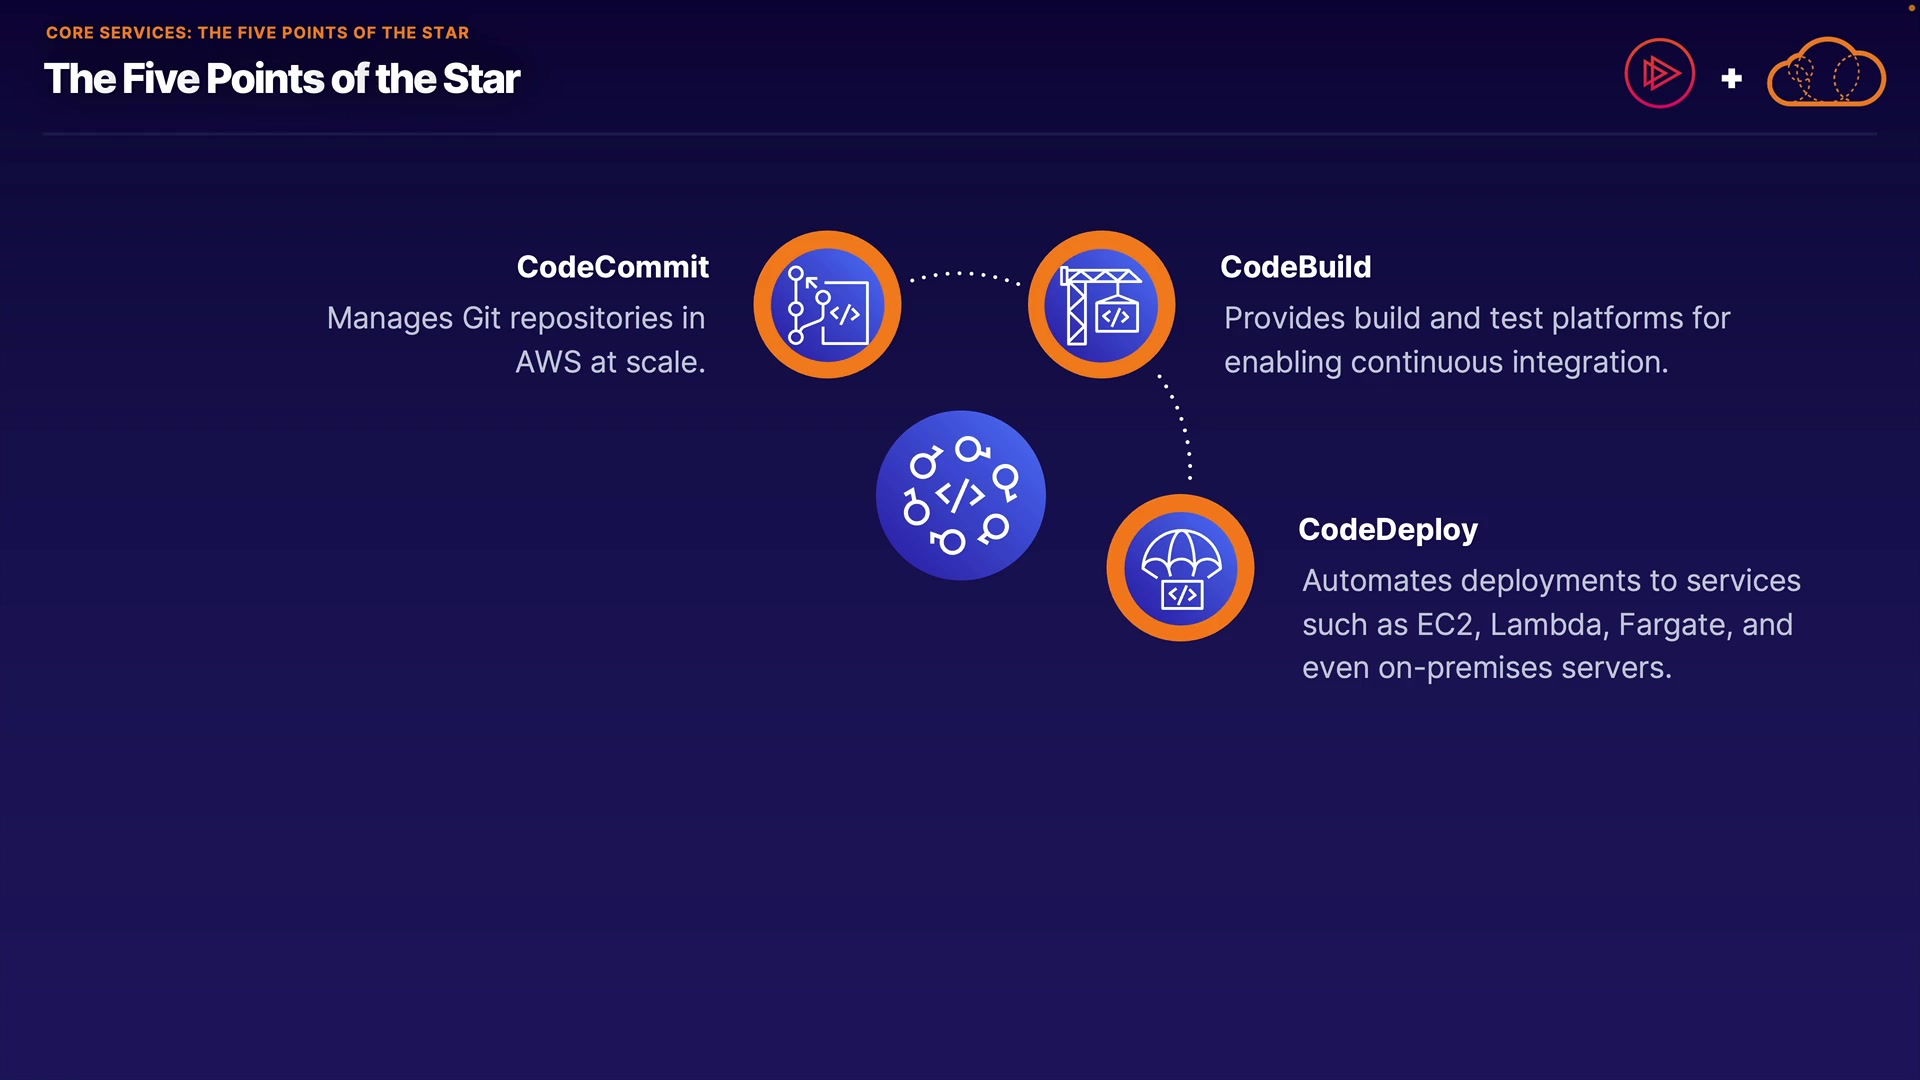 CORE SERVICES: THE FIVE POINTS OF THE STAR
The Five Points of the Star
CodeCommit
Manages Git repositories in
AWS at scale.
CodeBuild
Provides build and test platforms for
enabling continuous integration.
CodeDeploy
Automates deployments to services
such as EC2, Lambda, Fargate, and
even on-premises servers.